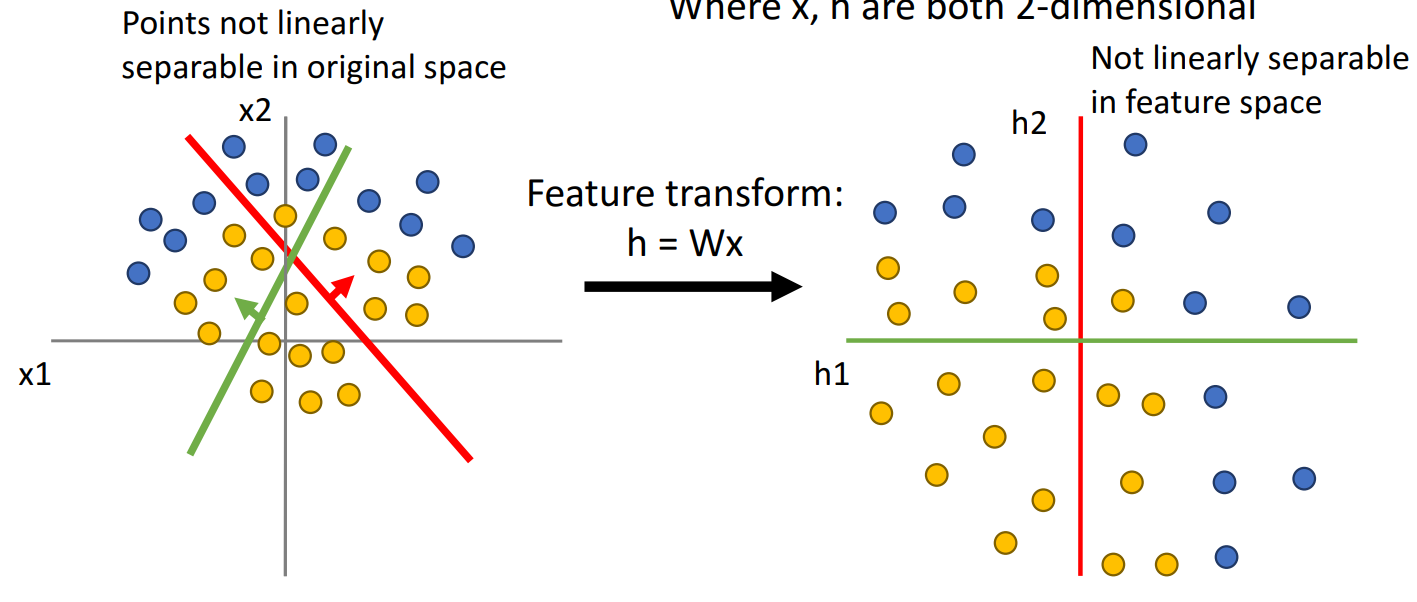 Where x, h are both 2-dimensional
Points not linearly
separable in original space
x2
x1
Feature transform:
h = Wx
Not linearly separable
in feature space
h2
h1